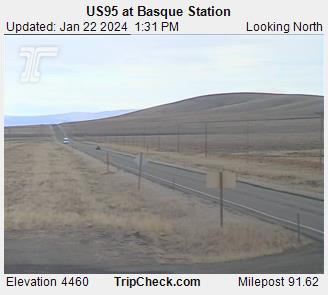 US95 at Basque Station
Updated: Jan 22 2024 1:31 PM Looking North
Elevation 4460 TripCheck.com Milepost 91.62